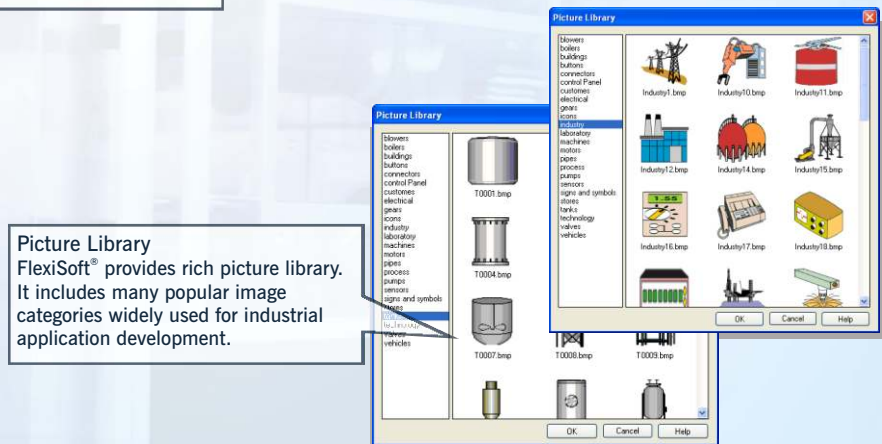 Picture Library
FlexiSoft® provides rich picture library.
It includes many popular image
categories widely used for industrial
application development.
Picture Library
blowers
boilers
buildings
buttons
connectors
control Panel
customes
electrical
gears
icons
industry
laboratory
machines
motors
pipes
process
pumps
sensors
signs and symbols
stores
technology
valves
vehicles
T0001.bmp
T0004.bmp
T0007.bmp
T0008.bmp
T0009.bmp
OK
Cancel
Help
Picture Library
blowers
boilers
buildings
buttons
connectors
control Panel
customes
electrical
gears
icons
industry
laboratory
machines
motors
pipes
process
pumps
sensors
signs and symbols
stores
tanks
technology
valves
vehicles
Industry1.bmp
Industry10.bmp
Industry11.bmp
Industry12.bmp
Industry14.bmp
Industry15.bmp
1.55
Industry16.bmp
Industry17.bmp
Industry18.bmp
OK
Cancel
Help